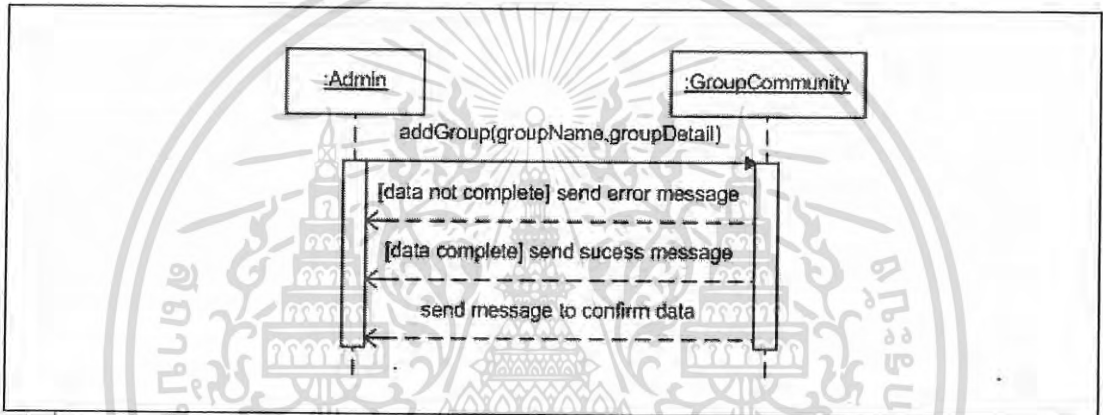 :Admin
:GroupCommunity
addGroup(groupName,groupDetail)
[data not complete] send error message
[data complete] send sucess message
send message to confirm data